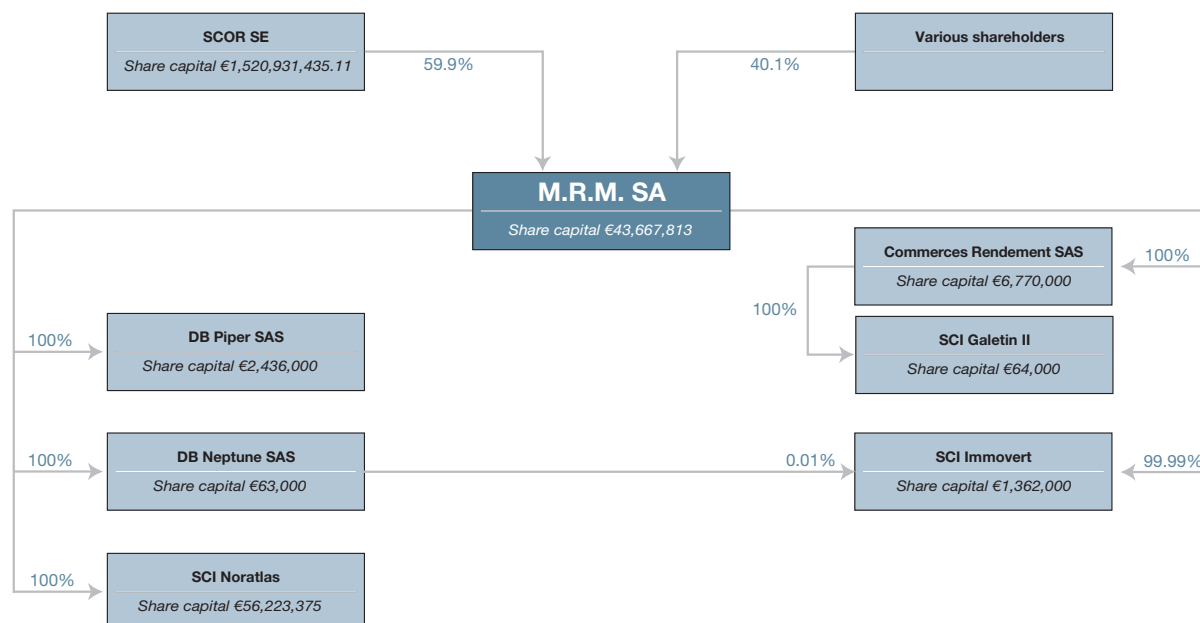 SCOR SE
Share capital €1,520,931,435.11
59.9%
Various shareholders
40.1%
M.R.M. SA
Share capital €43,667,813
Commerces Rendement SAS
Share capital €6,770,000
100%
100%
SCI Galetin II
Share capital €64,000
100%
DB Piper SAS
Share capital €2,436,000
100%
DB Neptune SAS
Share capital €63,000
0.01%
SCI Immovert
Share capital €1,362,000
99.99%
100%
SCI Noratlas
Share capital €56,223,375